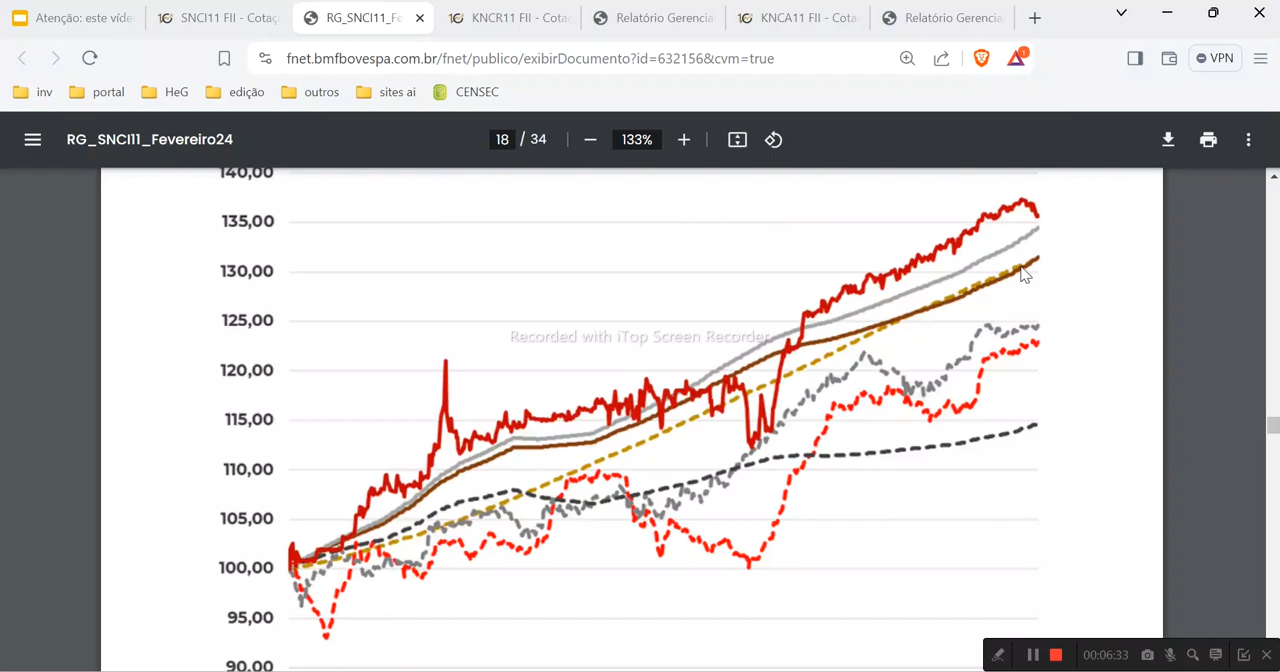 Atenção: este víde
SNCI11 FII - Cotaç
RG_SNCI11_Fe
KNCR11 FII - Cotac
Relatório Gerencia
KNCA11 FII - Cota
Relatório Gerencia
fnet.bmfbovespa.com.br/fnet/publico/exibirDocumento?id=632156&cvm=true
1
VPN
inv
portal
HeG
edição
outros
sites ai
CENSEC
RG_SNCI11_Fevereiro24
18 / 34
133%
140,00
135,00
130,00
125,00
Recorded with iTop Screen Recorder
120,00
115,00
110,00
105,00
100,00
95,00
90,00
00:06:33